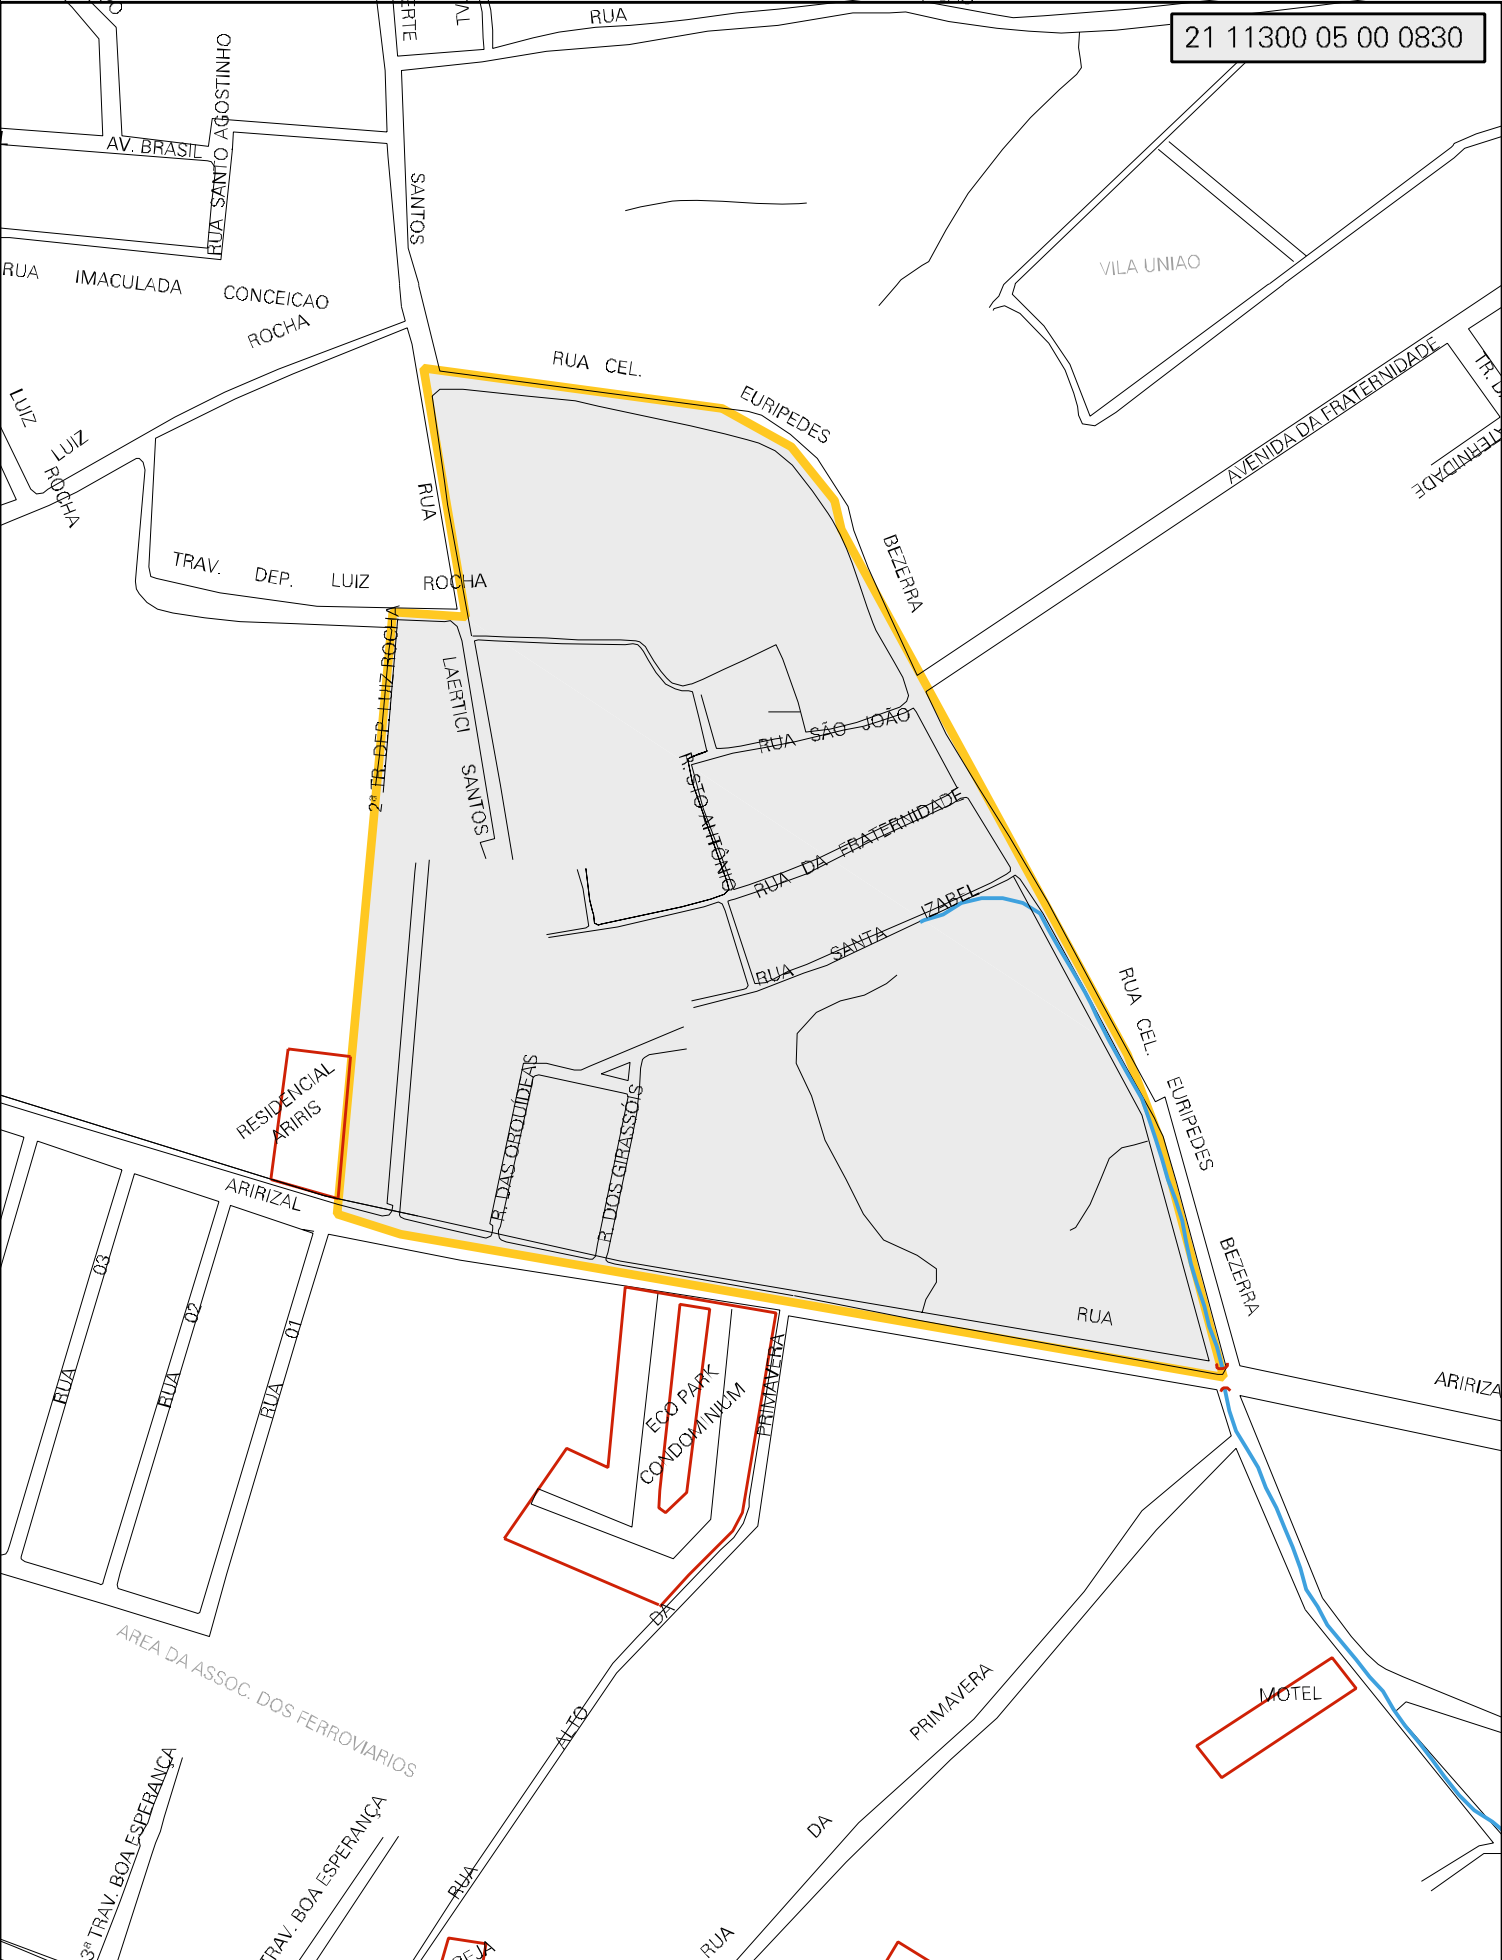 RUA
21 11300 05 00 0830
RUA SANTO AGOSTINHO
AV. BRASIL
SANTOS
RUA IMACULADA CONCEICAO
VILA UNIAO
ROCHA
LUIZ
LUIZ
ROCHA
RUA CEL.
EURIPEDES
BEZERRA
AVENIDA DA FRATERNIDADE
RUA
TRAV. DEP. LUIZ ROCHA
2ª TR. DEP. LUIZ ROCHA
LAERTICI
SANTOS
RUA SÃO JOÃO
R. STO ANTÔNIO
RUA DA FRATERNIDADE
RUA SANTA IZABEL
RUA CEL.
EURIPEDES
BEZERRA
RESIDENCIAL
ARIRIS
R. DAS ORQUÍDEAS
R. DOS GIRASSÓIS
ARIRIZAL
RUA
ARIRIZA
RUA 03
RUA 02
RUA 01
ECO PARK
CONDOMINIUM
PRIMAVERA
DA
ALTO
RUA
AREA DA ASSOC. DOS FERROVIARIOS
PRIMAVERA
DA
RUA
MOTEL
3ª TRAV. BOA ESPERANÇA
TRAV. BOA ESPERANÇA